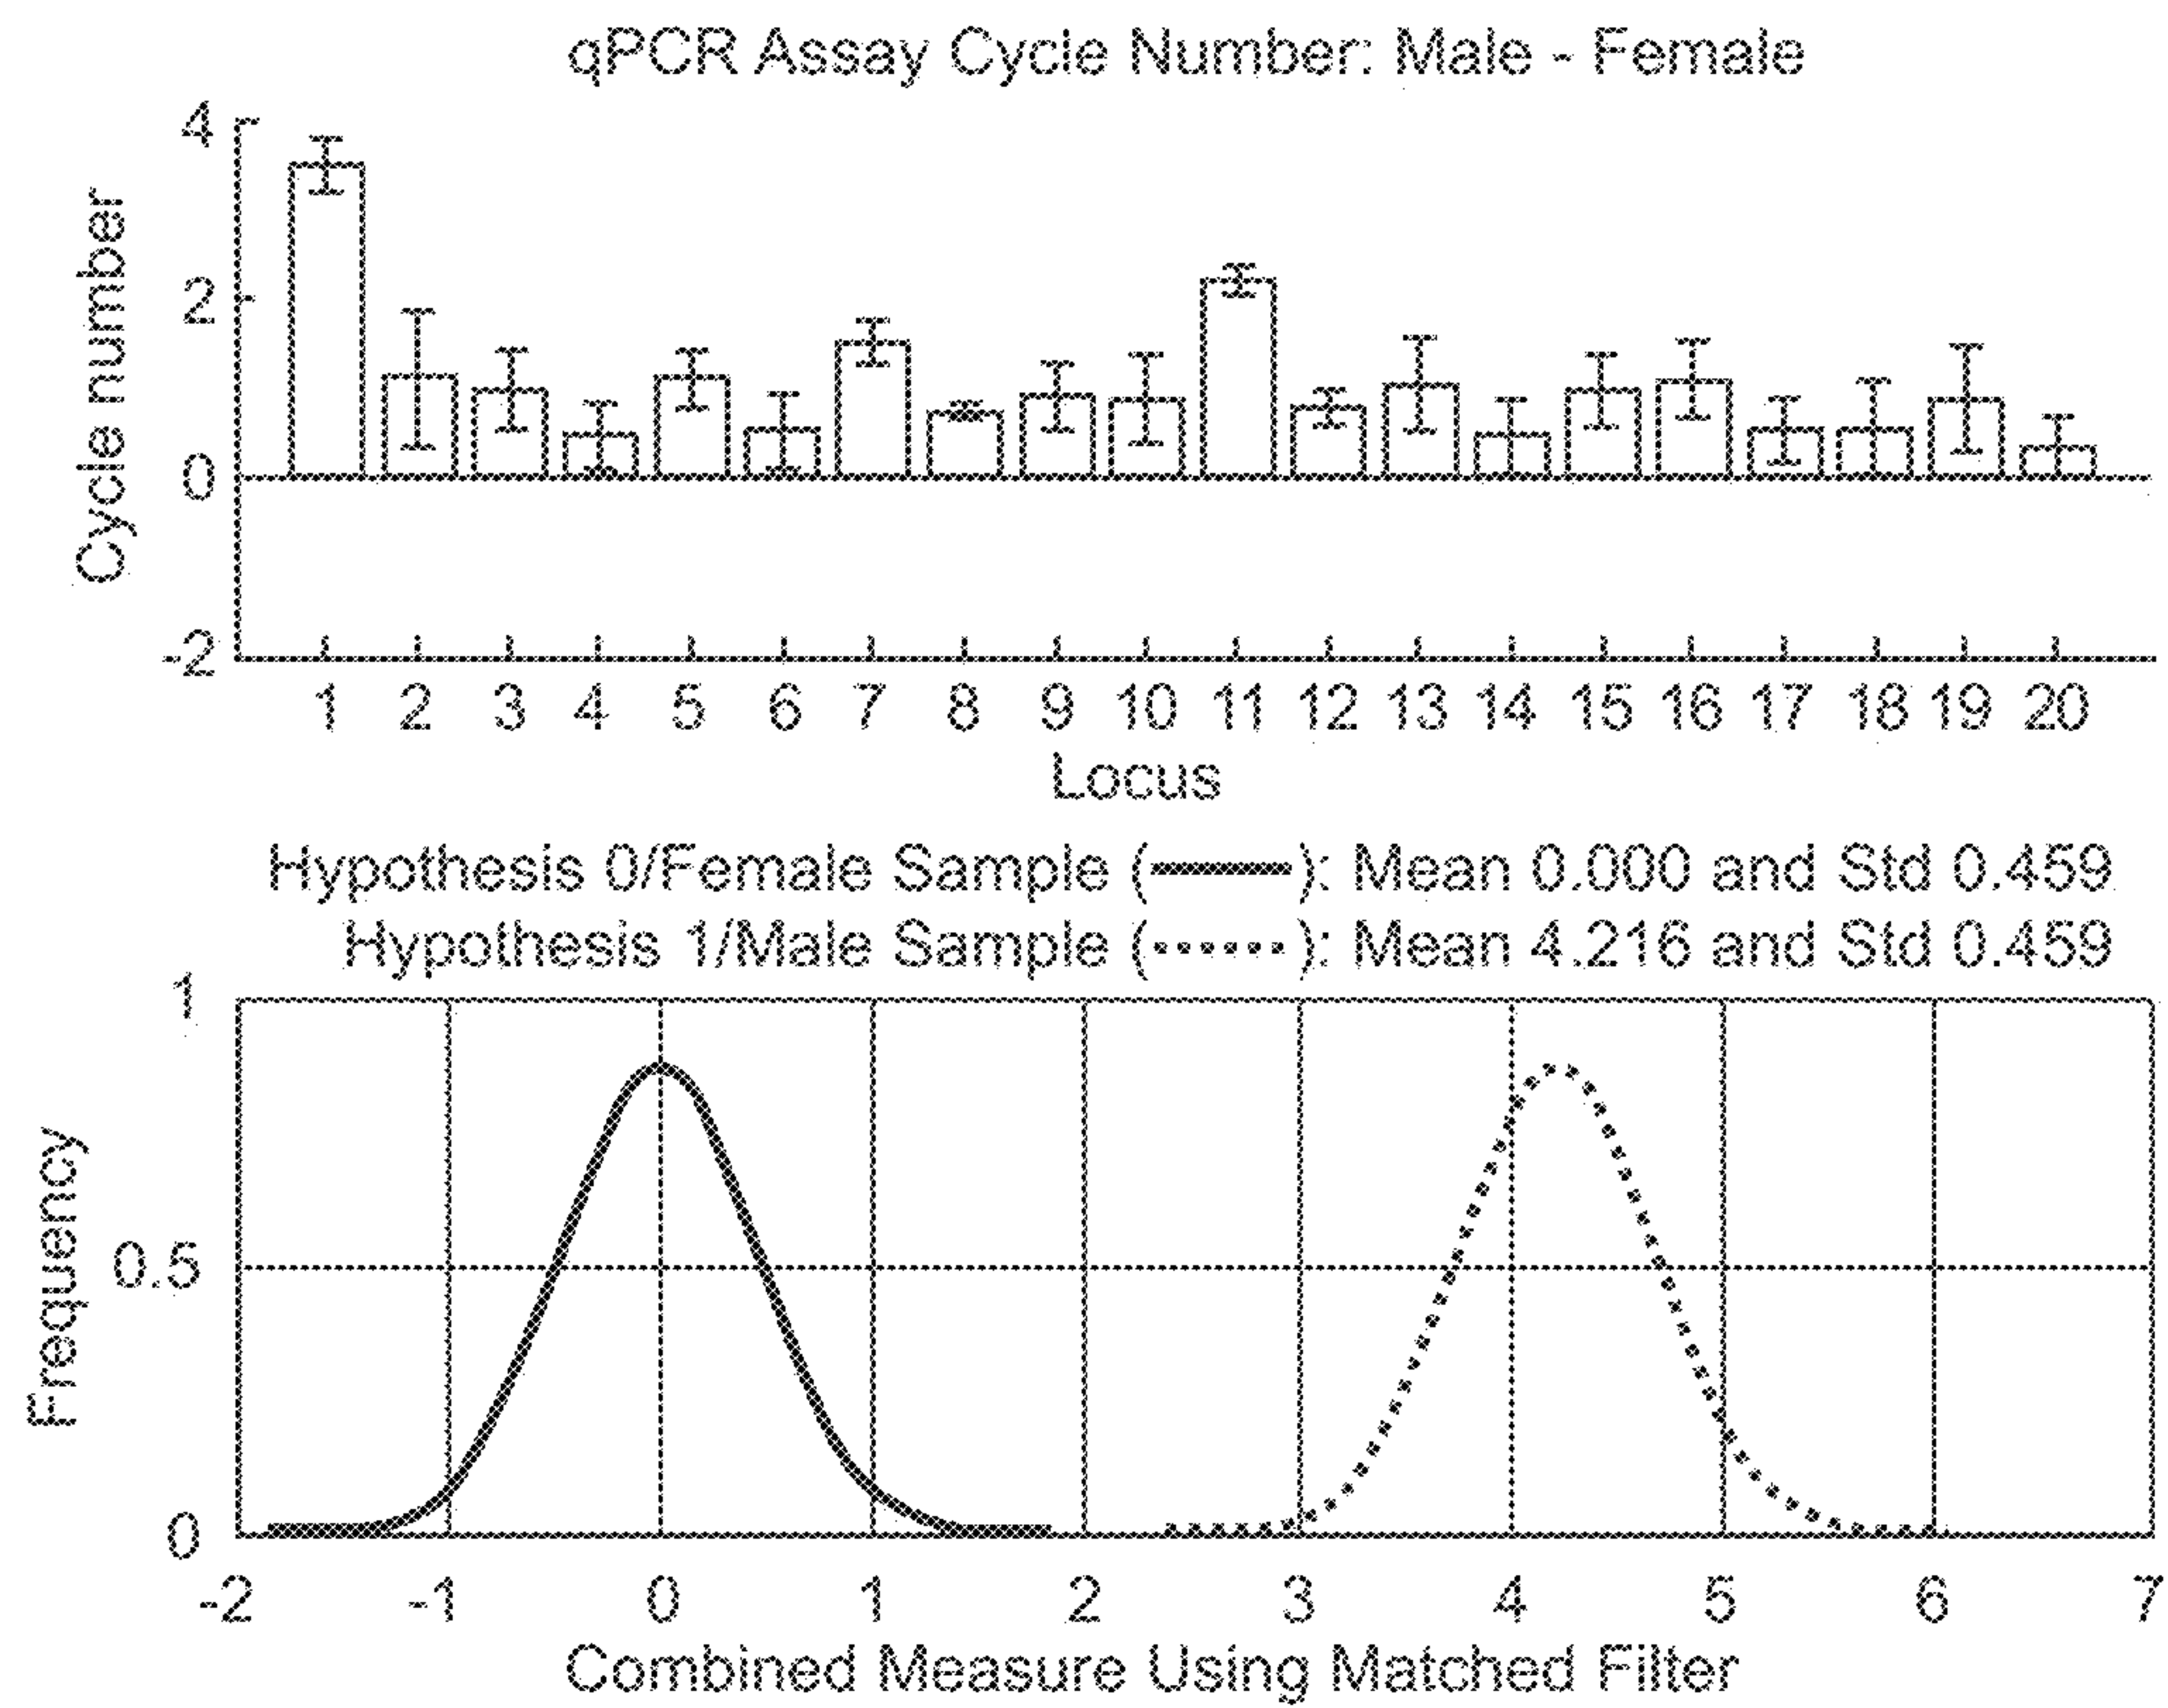 qPCR Assay Cycle Number: Male - Female
Cycle number
4
2
0
-2
1 2 3 4 5 6 7 8 9 10 11 12 13 14 15 16 17 18 19 20
Locus
Hypothesis 0/Female Sample (): Mean 0.000 and Std 0.459
Hypothesis 1/Male Sample (......): Mean 4.216 and Std 0.459
Frequency
1
0.5
0
-2 -1 0 1 2 3 4 5 6 7
Combined Measure Using Matched Filter